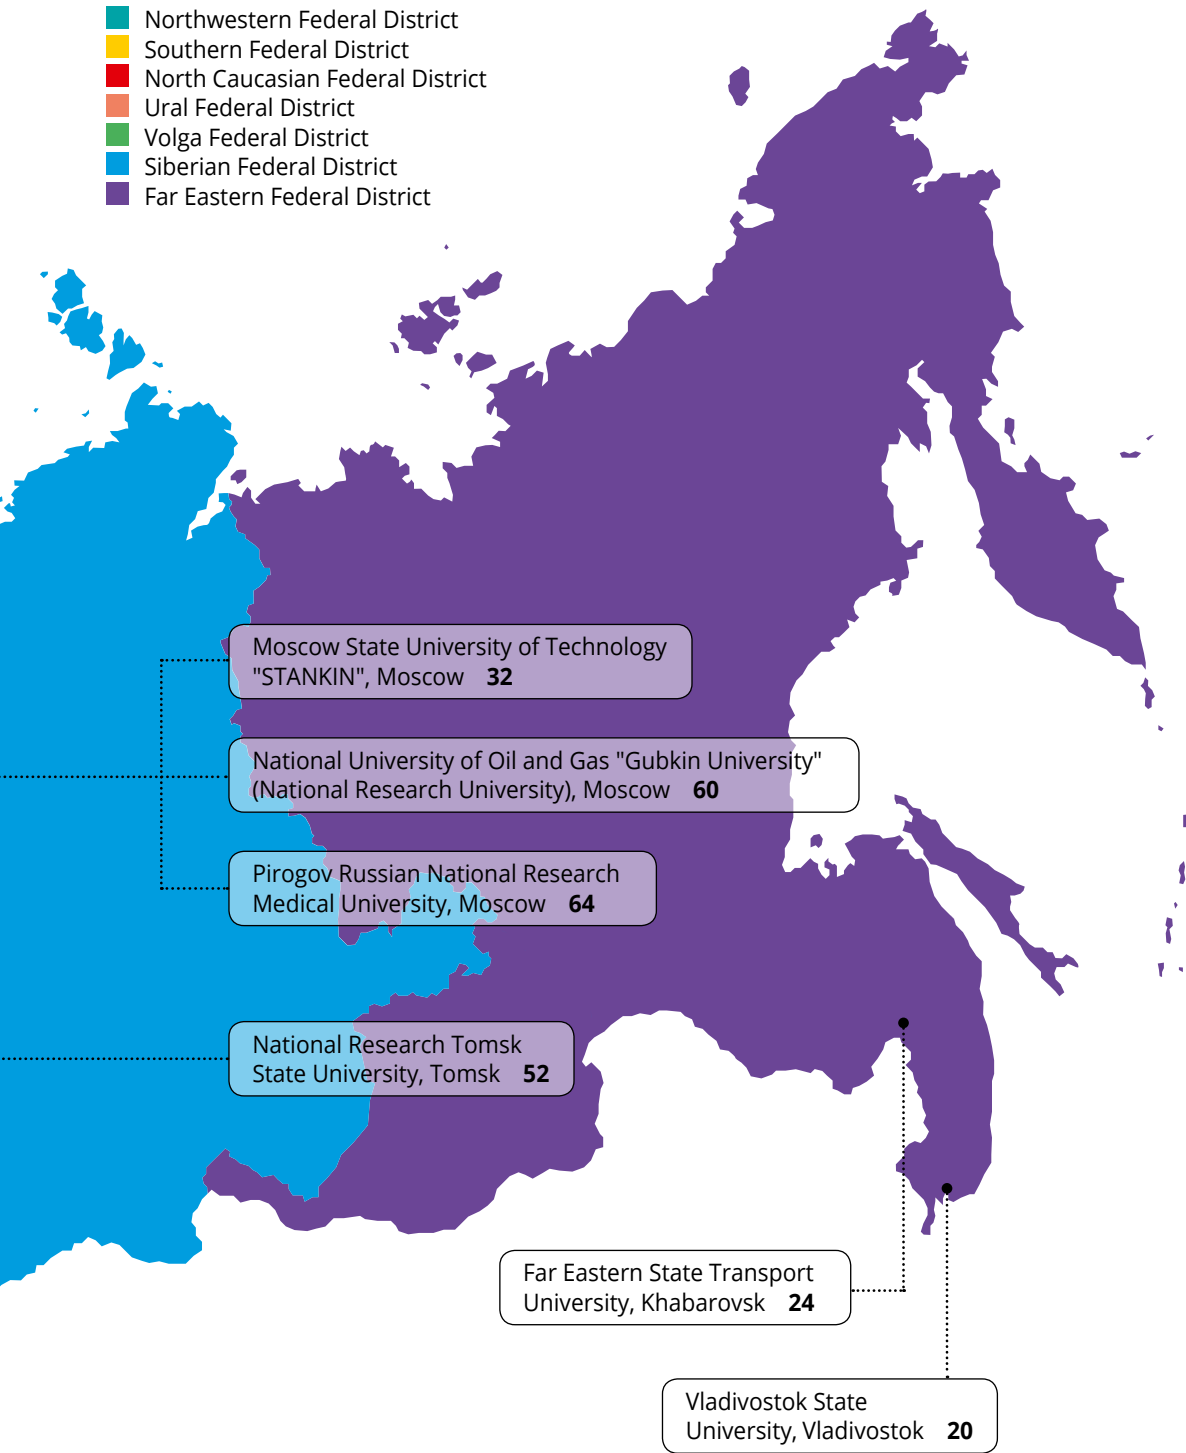 Northwestern Federal District
Southern Federal District
North Caucasian Federal District
Ural Federal District
Volga Federal District
Siberian Federal District
Far Eastern Federal District
Moscow State University of Technology
"STANKIN", Moscow 32
National University of Oil and Gas "Gubkin University"
(National Research University), Moscow 60
Pirogov Russian National Research
Medical University, Moscow 64
National Research Tomsk
State University, Tomsk 52
Far Eastern State Transport
University, Khabarovsk 24
Vladivostok State
University, Vladivostok 20